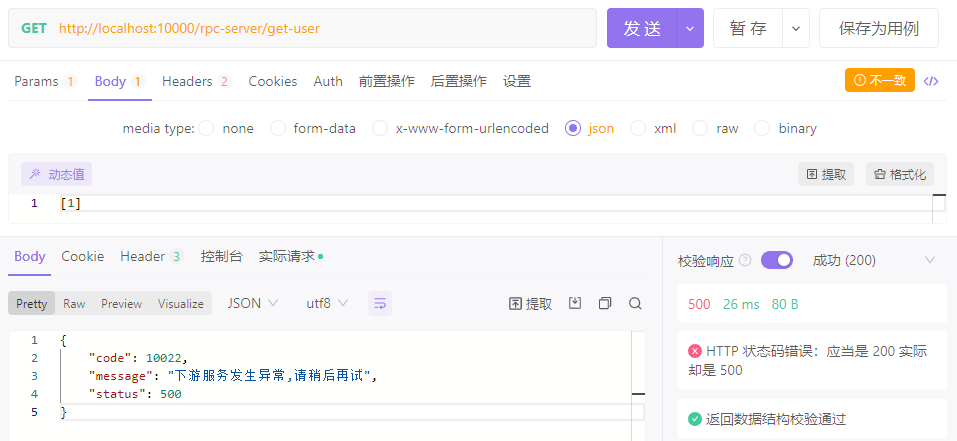 GET http://localhost:10000/rpc-server/get-user 发 送 暂 存 保存为用例
Params 1 Body 1 Headers 2 Cookies Auth 前置操作 后置操作 设置 不一致 </>
media type: none form-data x-www-form-urlencoded json xml raw binary
动态值 提取 格式化
1 [1]
Body Cookie Header 3 控制台 实际请求 校验响应 成功 (200)
Pretty Raw Preview Visualize JSON utf8 提取 500 26 ms 80 B
1 {
2 "code": 10022,
3 "message": "下游服务发生异常,请稍后再试",
4 "status": 500
5 }
HTTP 状态码错误：应当是 200 实际
却是 500
返回数据结构校验通过